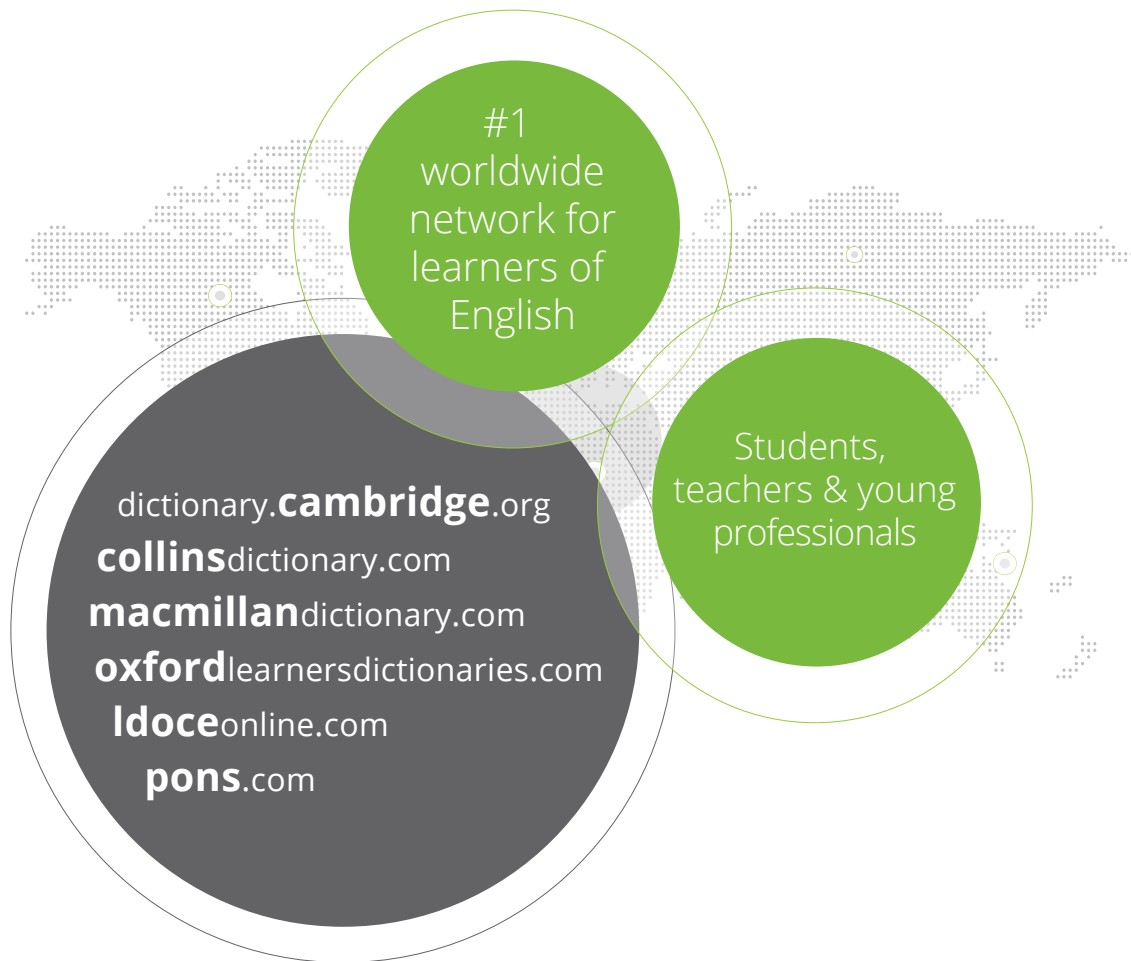 #1
worldwide
network for
learners of
English
Students,
teachers & young
professionals
dictionary.cambridge.org
collinsdictionary.com
macmillandictionary.com
oxfordlearnersdictionaries.com
ldoceonline.com
pons.com